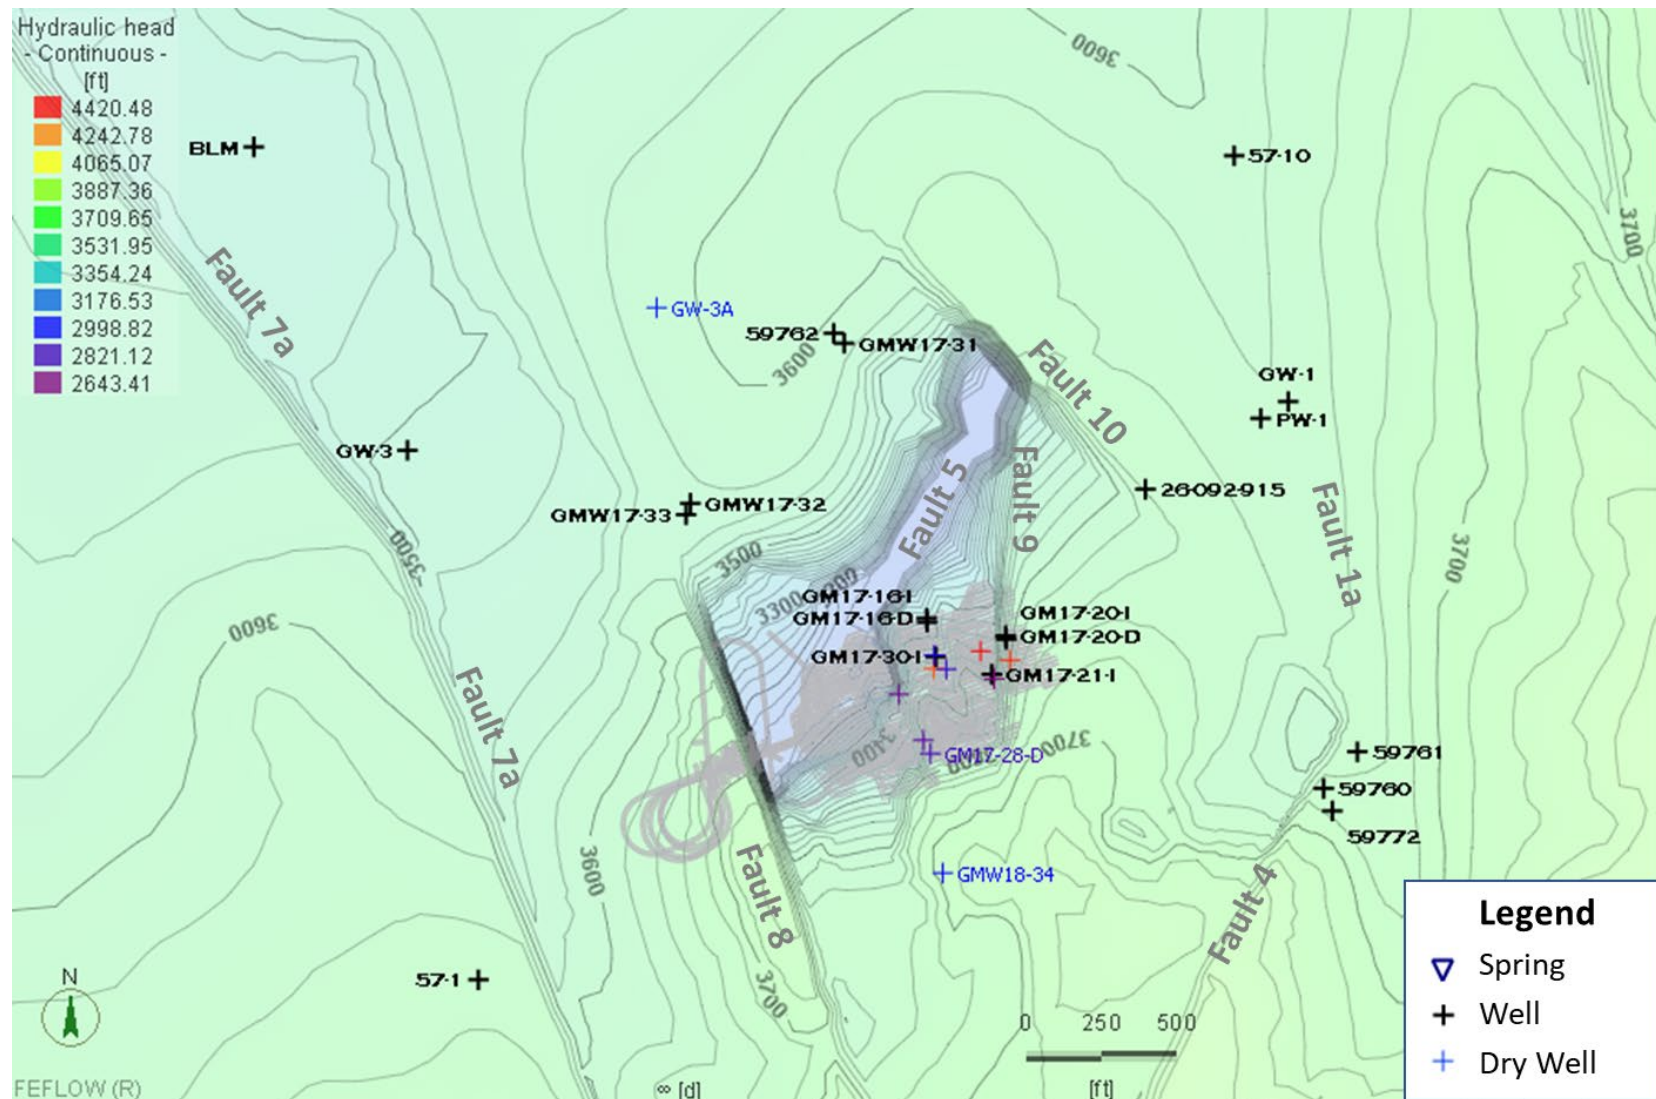 Hydraulic head
- Continuous -
[ft]
4420.48
4242.78
4065.07
3887.36
3709.65
3531.95
3354.24
3176.53
2998.82
2821.12
2643.41
3600
BLM
57-10
3700
Fault 7a
GW-3A
59762
GMW17-31
3600
Fault 10
GW-1
PW-1
GW-3
Fault 5
Fault 9
26-092-915
GMW17-32
GMW17-33
Fault 1a
3500
3500
3700
3300
GM17-16-I
GM17-16-D
GM17-20-I
GM17-20-D
3600
GM17-30-I
GM17-21-I
Fault 7a
3400
GM17-28-D
3700
59761
59760
59772
3600
Fault 8
GMW18-34
Fault 4
57-1
3700
N
0 250 500
[ft]
FEFLOW (R)
∞ [d]
Legend
Spring
Well
Dry Well